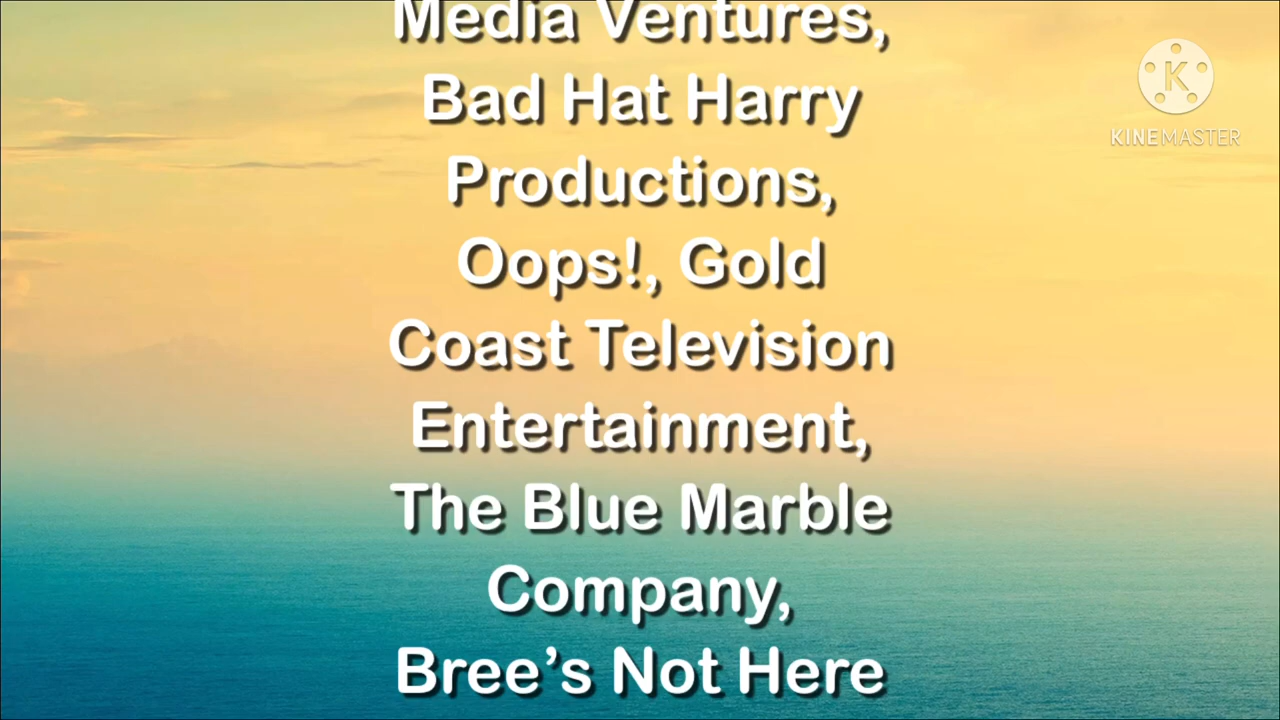 Media Ventures,
Bad Hat Harry
Productions,
Oops!, Gold
Coast Television
Entertainment,
The Blue Marble
Company,
Bree’s Not Here
K
KINEMASTER